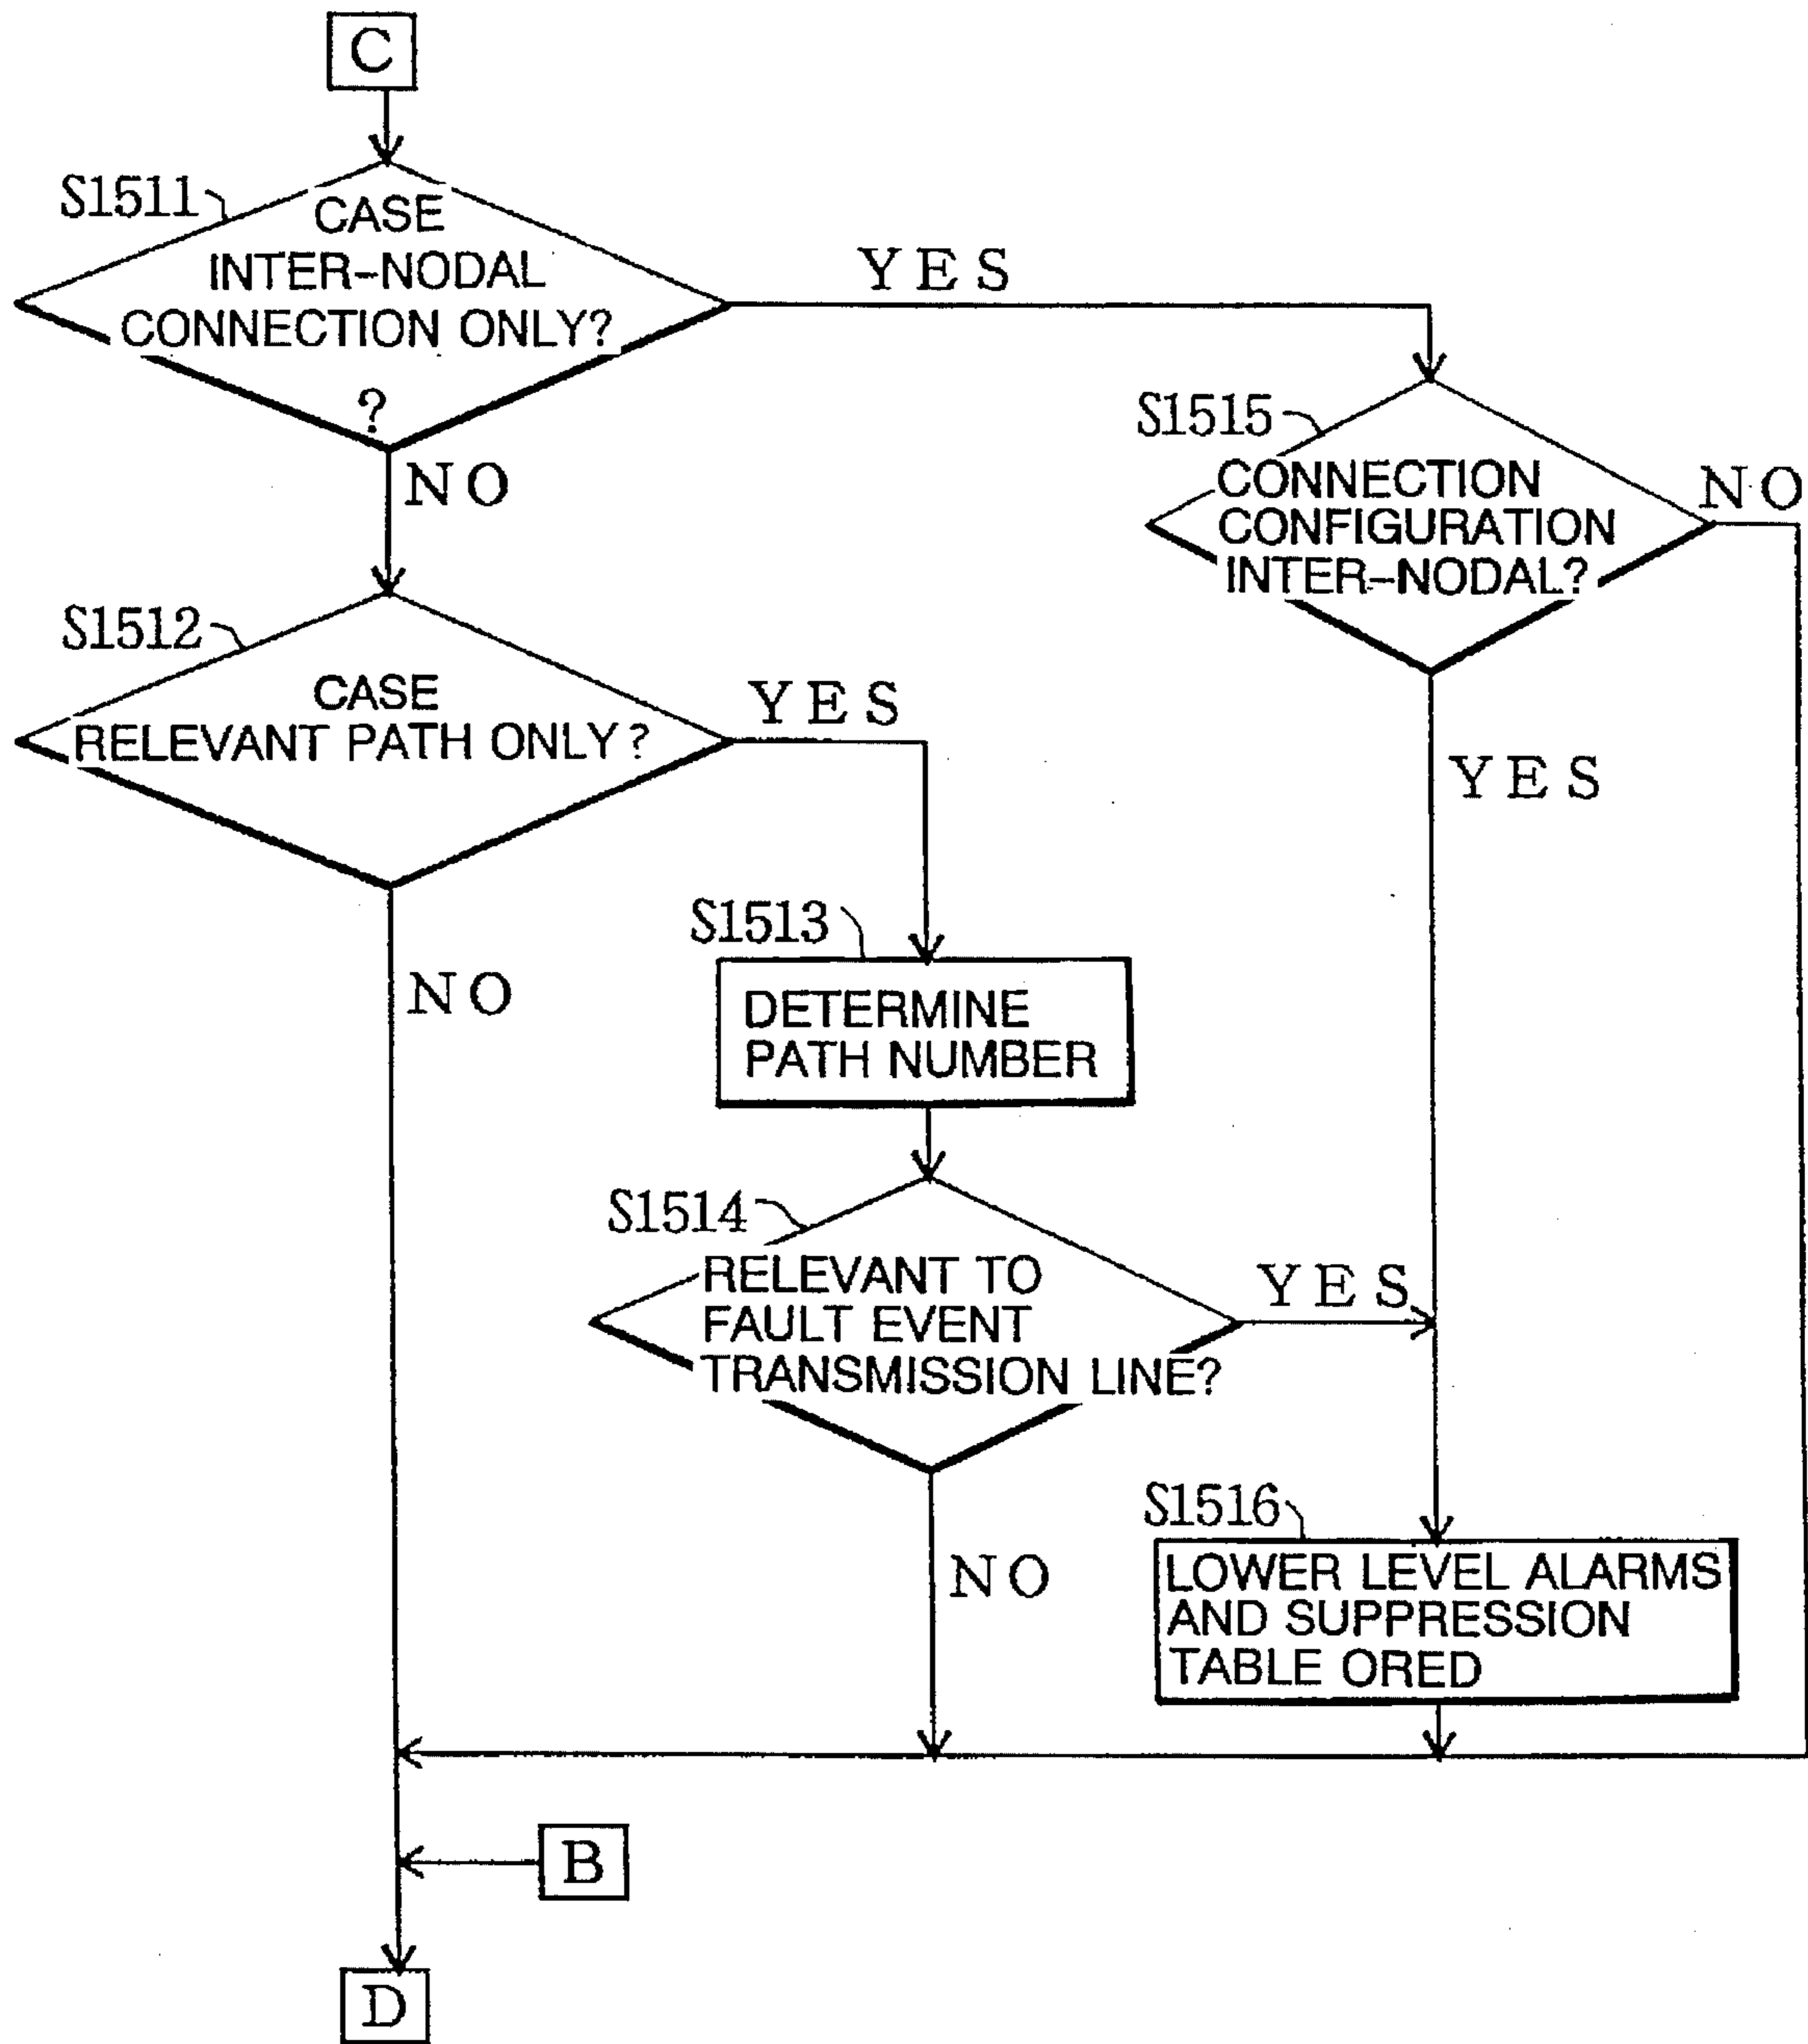 C
S1511
CASE
INTER-NODAL
CONNECTION ONLY?
?
YES
NO
S1515
CONNECTION
CONFIGURATION
INTER-NODAL?
NO
YES
S1512
CASE
RELEVANT PATH ONLY?
YES
NO
S1513
DETERMINE
PATH NUMBER
S1514
RELEVANT TO
FAULT EVENT
TRANSMISSION LINE?
YES
NO
S1516
LOWER LEVEL ALARMS
AND SUPPRESSION
TABLE ORED
B
D